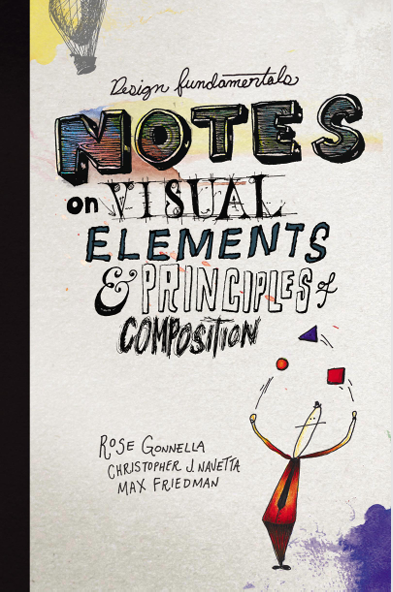 Design fundamentals
NOTES
on VISUAL
ELEMENTS
& PRINCIPLES of
COMPOSITION
ROSE GONNELLA
CHRISTOPHER J. NAVETTA
MAX FRIEDMAN